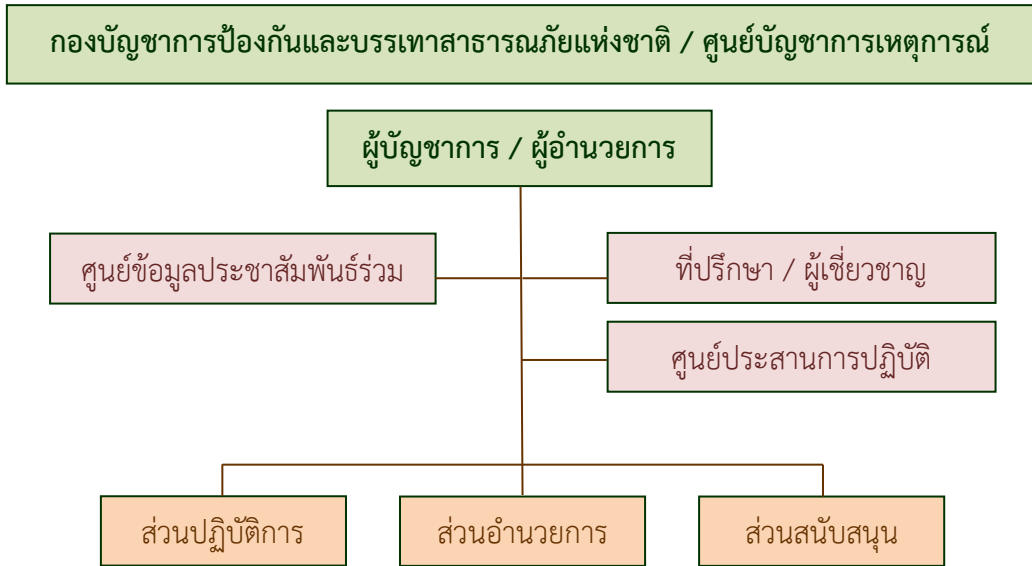 กองบัญชาการป้องกันและบรรเทาสาธารณภัยแห่งชาติ / ศูนย์บัญชาการเหตุการณ์
ผู้บัญชาการ / ผู้อำนวยการ
ศูนย์ข้อมูลประชาสัมพันธ์ร่วม
ที่ปรึกษา / ผู้เชี่ยวชาญ
ศูนย์ประสานการปฏิบัติ
ส่วนปฏิบัติการ
ส่วนอำนวยการ
ส่วนสนับสนุน